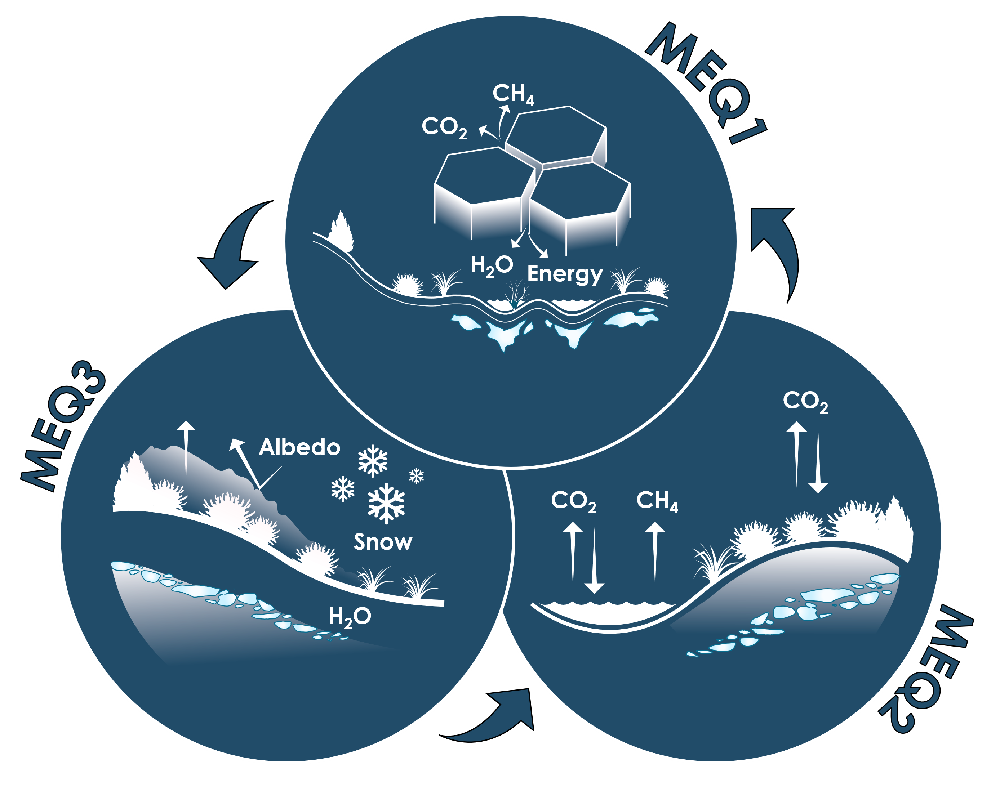 MEQ1
CH₄
CO₂
H₂O
Energy
MEQ3
Albedo
Snow
H₂O
CO₂
CO₂
CH₄
MEQ2